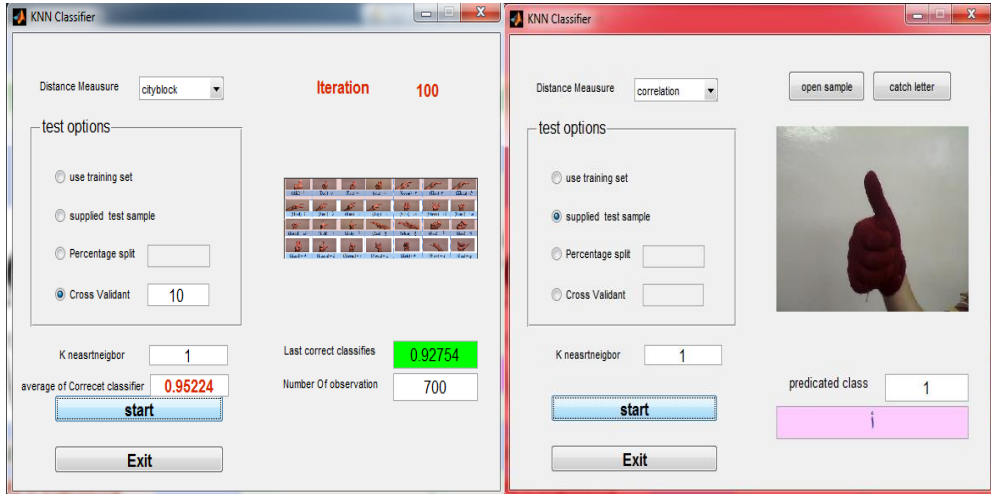 KNN Classifier
Distance Meausure cityblock
Iteration 100
test options
use training set
supplied test sample
Percentage split
Cross Validant 10
K neasrtneigbor 1
average of Correcet classifier 0.95224
start
Exit
Last correct classifies 0.92754
Number Of observation 700
KNN Classifier
Distance Meausure correlation
open sample catch letter
test options
use training set
supplied test sample
Percentage split
Cross Validant
K neasrtneigbor 1
start
Exit
predicated class 1